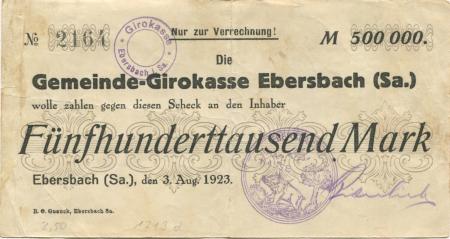 Nur zur Verrechnung!
№ 2164
Girokasse
Ebersbach i. Sa.
M 500 000.
Die
Gemeinde-Girokasse Ebersbach (Sa.)
wolle zahlen gegen diesen Scheck an den Inhaber
Fünfhunderttausend Mark
Ebersbach (Sa.), den 3. Aug. 1923.
Ebersbach Sa.